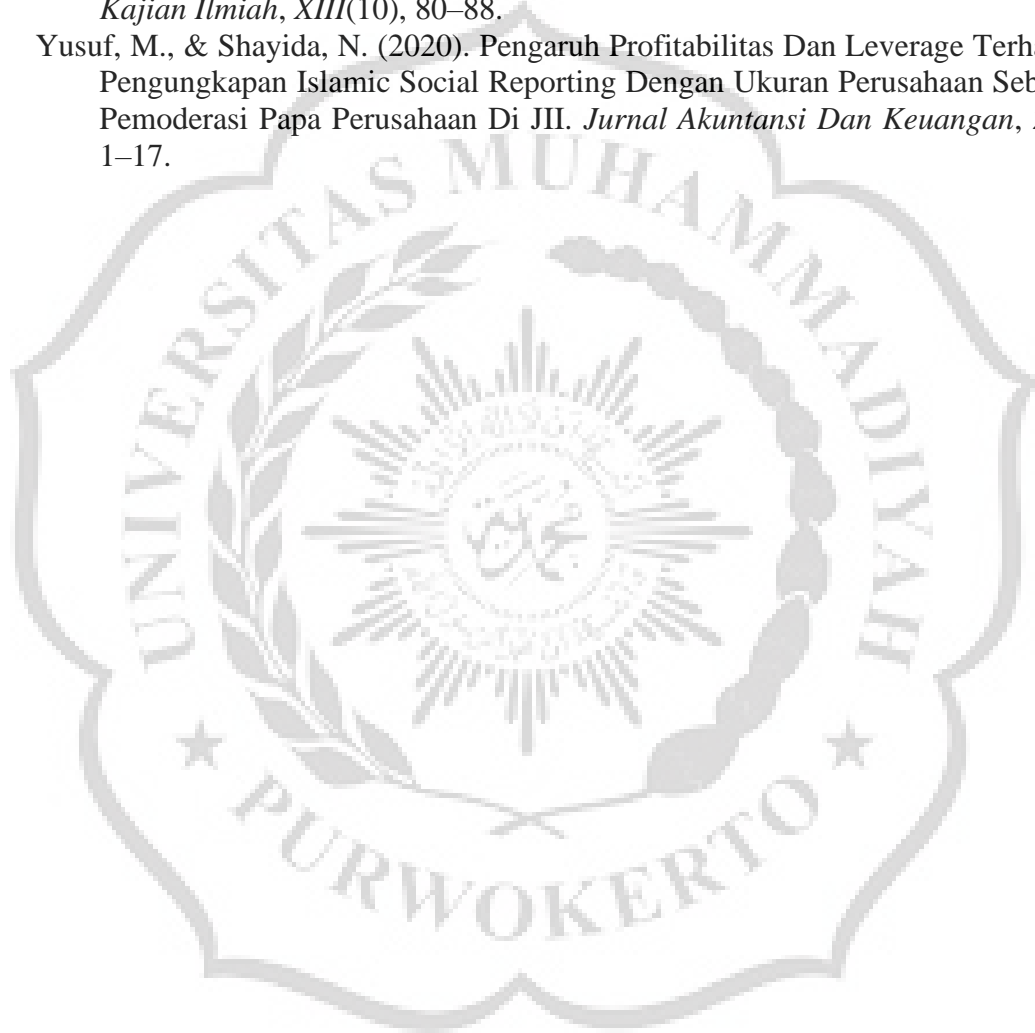 Kajian Ilmiah, XIII(10), 80–88.
Yusuf, M., & Shayida, N. (2020). Pengaruh Profitabilitas Dan Leverage Terh
Pengungkapan Islamic Social Reporting Dengan Ukuran Perusahaan Seb
Pemoderasi Papa Perusahaan Di JII. Jurnal Akuntansi Dan Keuangan,
1–17.
UNIVERSITAS MUHAMMADIYAH
PURWOKERTO